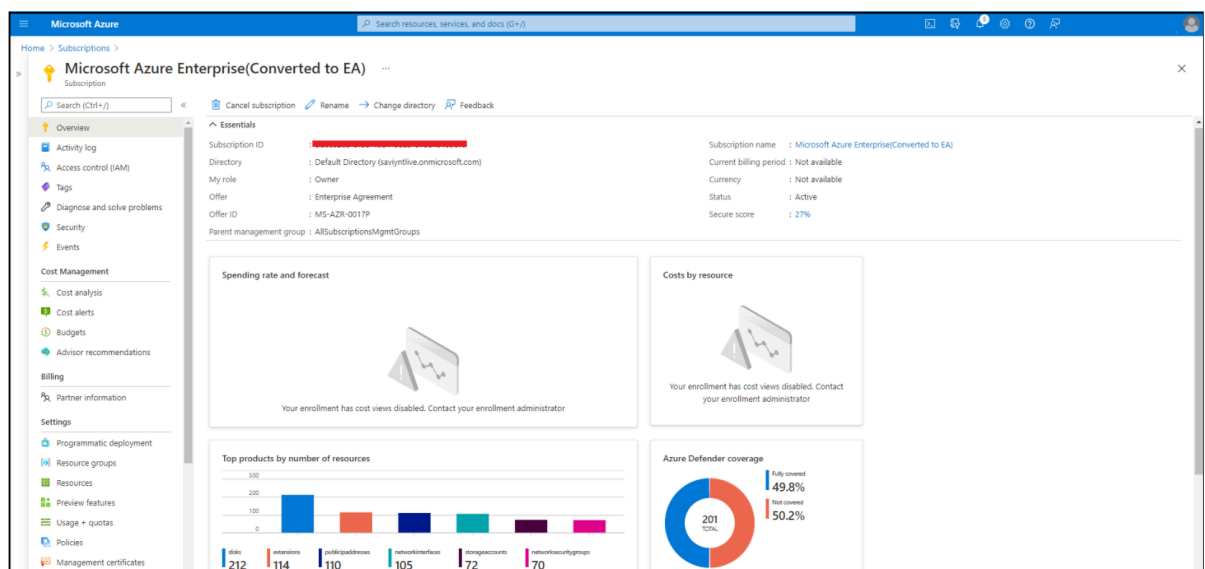 Microsoft Azure
Search resources, services, and docs (G+/)
1
Home > Subscriptions >
Microsoft Azure Enterprise(Converted to EA) ...
Subscription
Search (Ctrl+/)
Cancel subscription Rename Change directory Feedback
Overview
Activity log
Access control (IAM)
Tags
Diagnose and solve problems
Security
Events
Cost Management
Cost analysis
Cost alerts
Budgets
Advisor recommendations
Billing
Partner information
Settings
Programmatic deployment
Resource groups
Resources
Preview features
Usage + quotas
Policies
Management certificates
Essentials
Subscription ID :
Directory : Default Directory (saviyntlive.onmicrosoft.com)
My role : Owner
Offer : Enterprise Agreement
Offer ID : MS-AZR-0017P
Parent management group : AllSubscriptionsMgmtGroups
Subscription name : Microsoft Azure Enterprise(Converted to EA)
Current billing period : Not available
Currency : Not available
Status : Active
Secure score : 27%
Spending rate and forecast
Your enrollment has cost views disabled. Contact your enrollment administrator
Costs by resource
Your enrollment has cost views disabled. Contact
your enrollment administrator
Top products by number of resources
300
200
100
0
disks extensions publicipaddresses networkinterfaces storageaccounts networksecuritygroups
212 114 110 105 72 70
Azure Defender coverage
201
TOTAL
Fully covered
49.8%
Not covered
50.2%